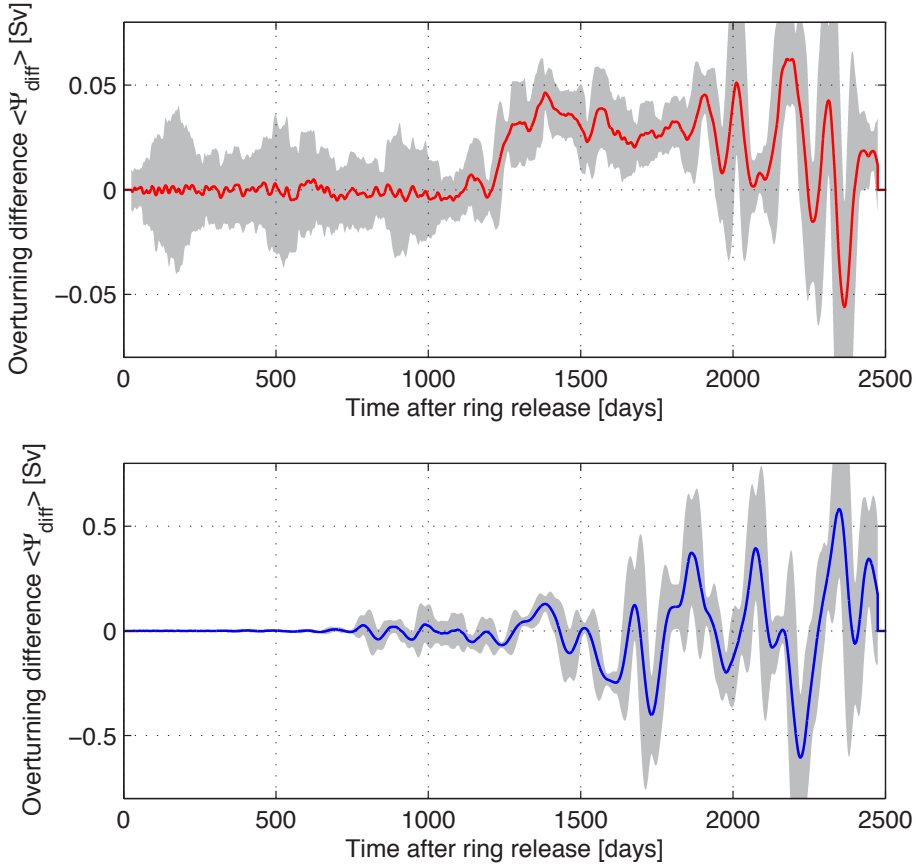 Overturning difference <Ψdiff> [Sv]
0.05
0
−0.05
0 500 1000 1500 2000 2500
Time after ring release [days]
Overturning difference <Ψdiff> [Sv]
0.5
0
−0.5
0 500 1000 1500 2000 2500
Time after ring release [days]